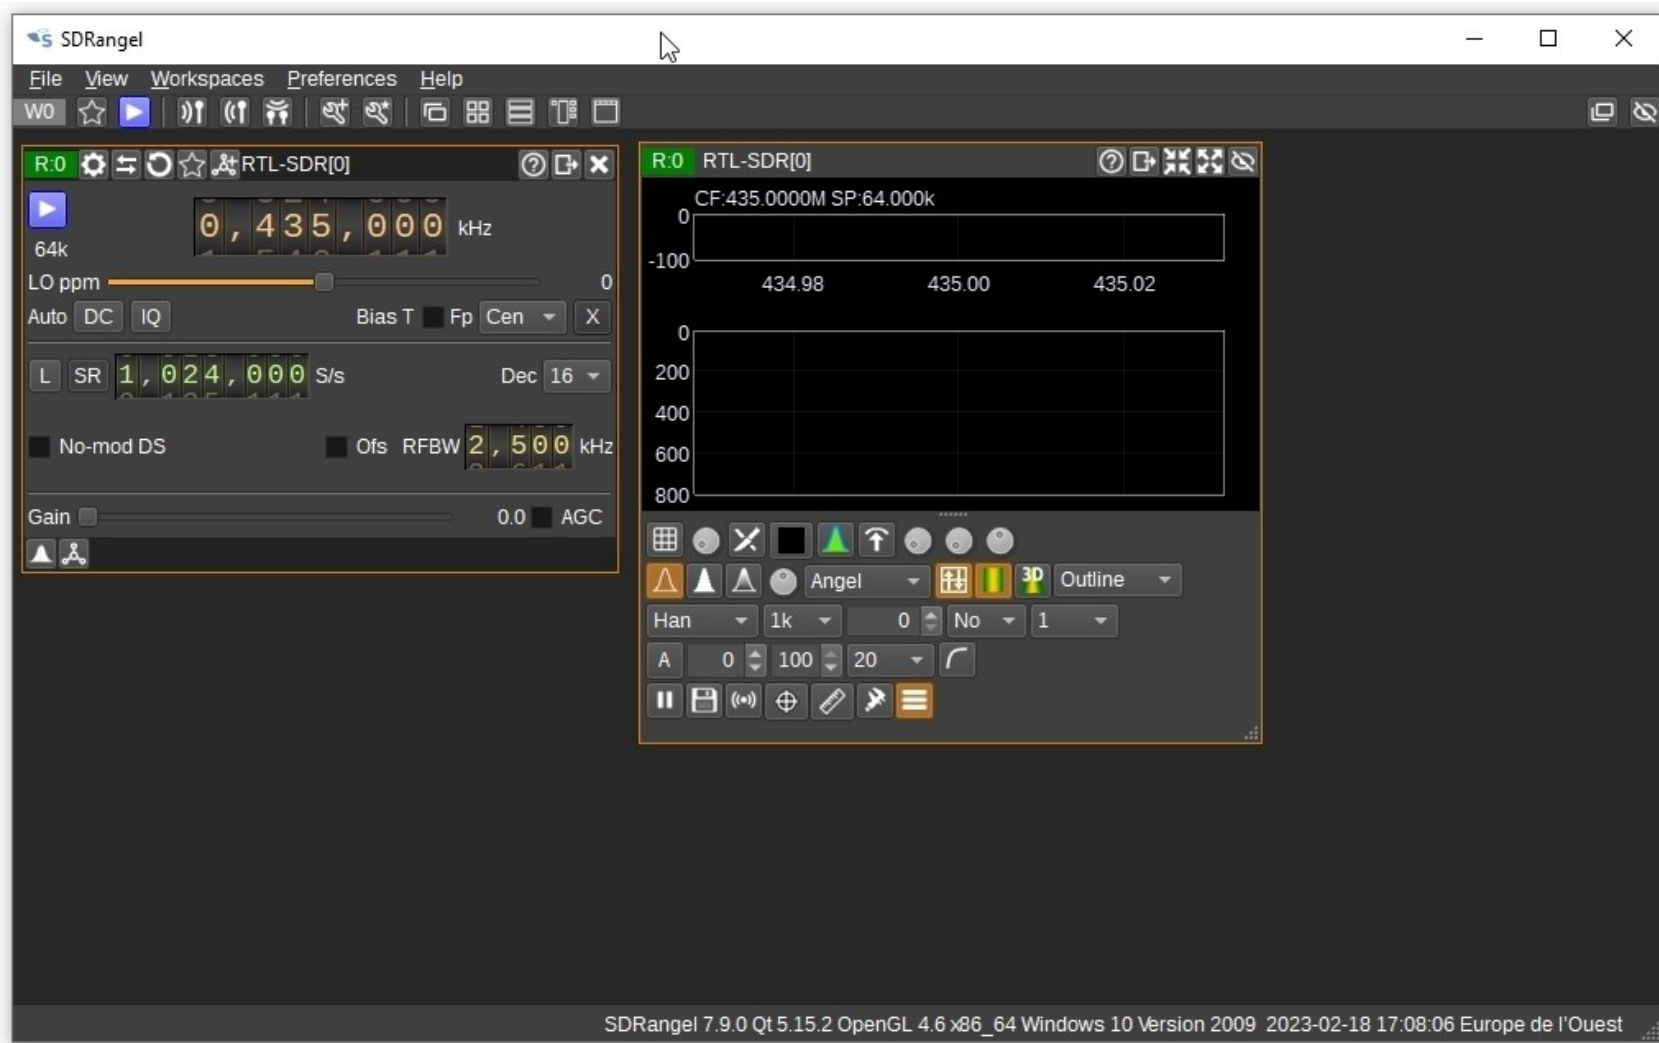 SDRangel
File View Workspaces Preferences Help
W0
R:0 RTL-SDR[0]
0,435,000 kHz
64k
LO ppm 0
Auto DC IQ Bias T Fp Cen X
L SR 1,024,000 S/s Dec 16
No-mod DS Ofs RFBW 2,500 kHz
Gain 0.0 AGC
R:0 RTL-SDR[0]
CF:435.0000M SP:64.000k
0
-100
434.98 435.00 435.02
0
200
400
600
800
Angel 3D Outline
Han 1k 0 No 1
A 0 100 20
SDRangel 7.9.0 Qt 5.15.2 OpenGL 4.6 x86_64 Windows 10 Version 2009 2023-02-18 17:08:06 Europe de l'Ouest